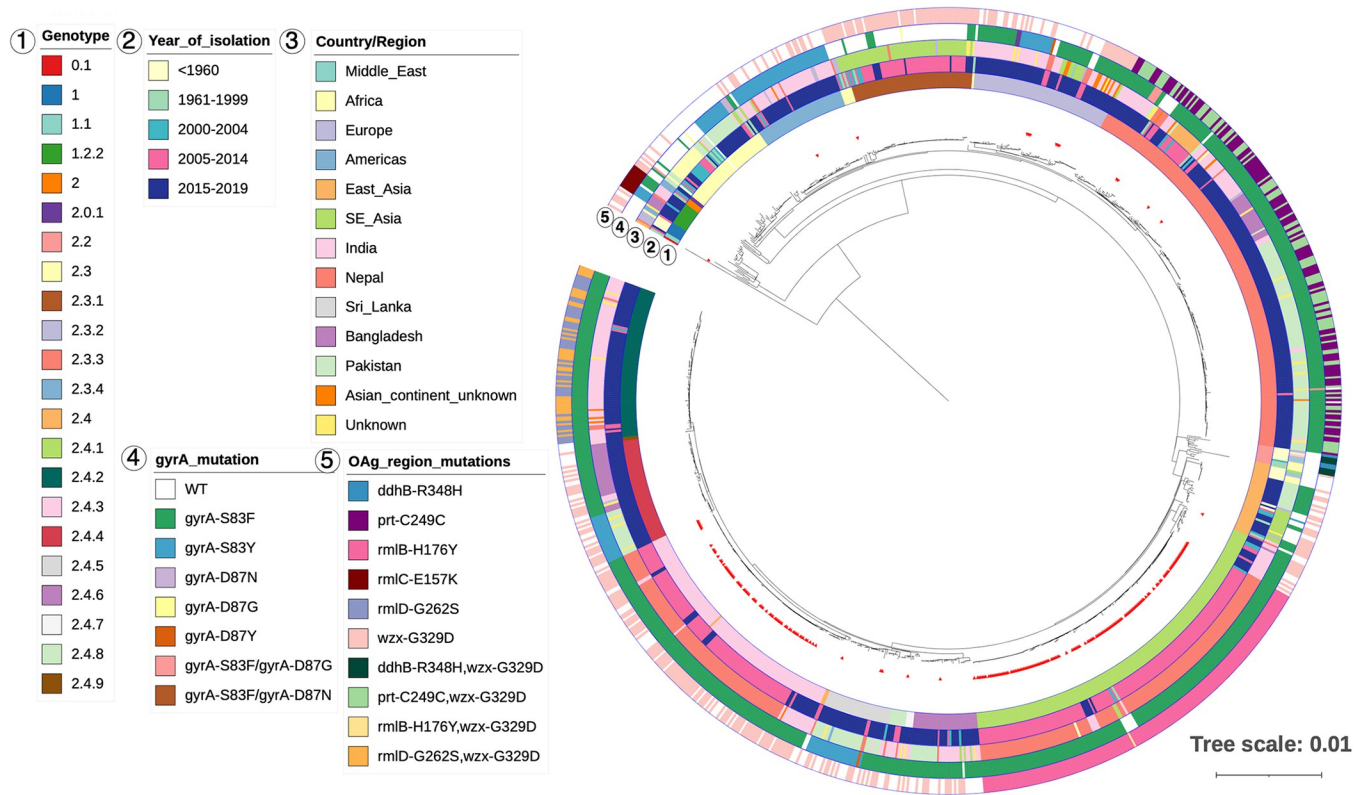 1 Genotype
0.1
1
1.1
1.2.2
2
2.0.1
2.2
2.3
2.3.1
2.3.2
2.3.3
2.3.4
2.4
2.4.1
2.4.2
2.4.3
2.4.4
2.4.5
2.4.6
2.4.7
2.4.8
2.4.9
2 Year_of_isolation
<1960
1961-1999
2000-2004
2005-2014
2015-2019
3 Country/Region
Middle_East
Africa
Europe
Americas
East_Asia
SE_Asia
India
Nepal
Sri_Lanka
Bangladesh
Pakistan
Asian_continent_unknown
Unknown
4 gyrA_mutation
WT
gyrA-S83F
gyrA-S83Y
gyrA-D87N
gyrA-D87G
gyrA-D87Y
gyrA-S83F/gyrA-D87G
gyrA-S83F/gyrA-D87N
5 OAg_region_mutations
ddhB-R348H
prt-C249C
rmlB-H176Y
rmlC-E157K
rmlD-G262S
wzx-G329D
ddhB-R348H,wzx-G329D
prt-C249C,wzx-G329D
rmlB-H176Y,wzx-G329D
rmlD-G262S,wzx-G329D
5 4 3 2 1
Tree scale: 0.01